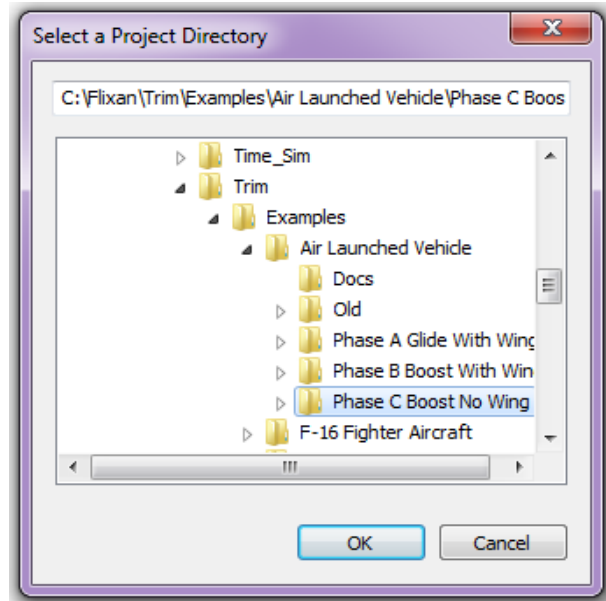 Select a Project Directory
C:\Flixan\Trim\Examples\Air Launched Vehicle\Phase C Boos
Time_Sim
Trim
Examples
Air Launched Vehicle
Docs
Old
Phase A Glide With Wing
Phase B Boost With Win
Phase C Boost No Wing
F-16 Fighter Aircraft
OK Cancel